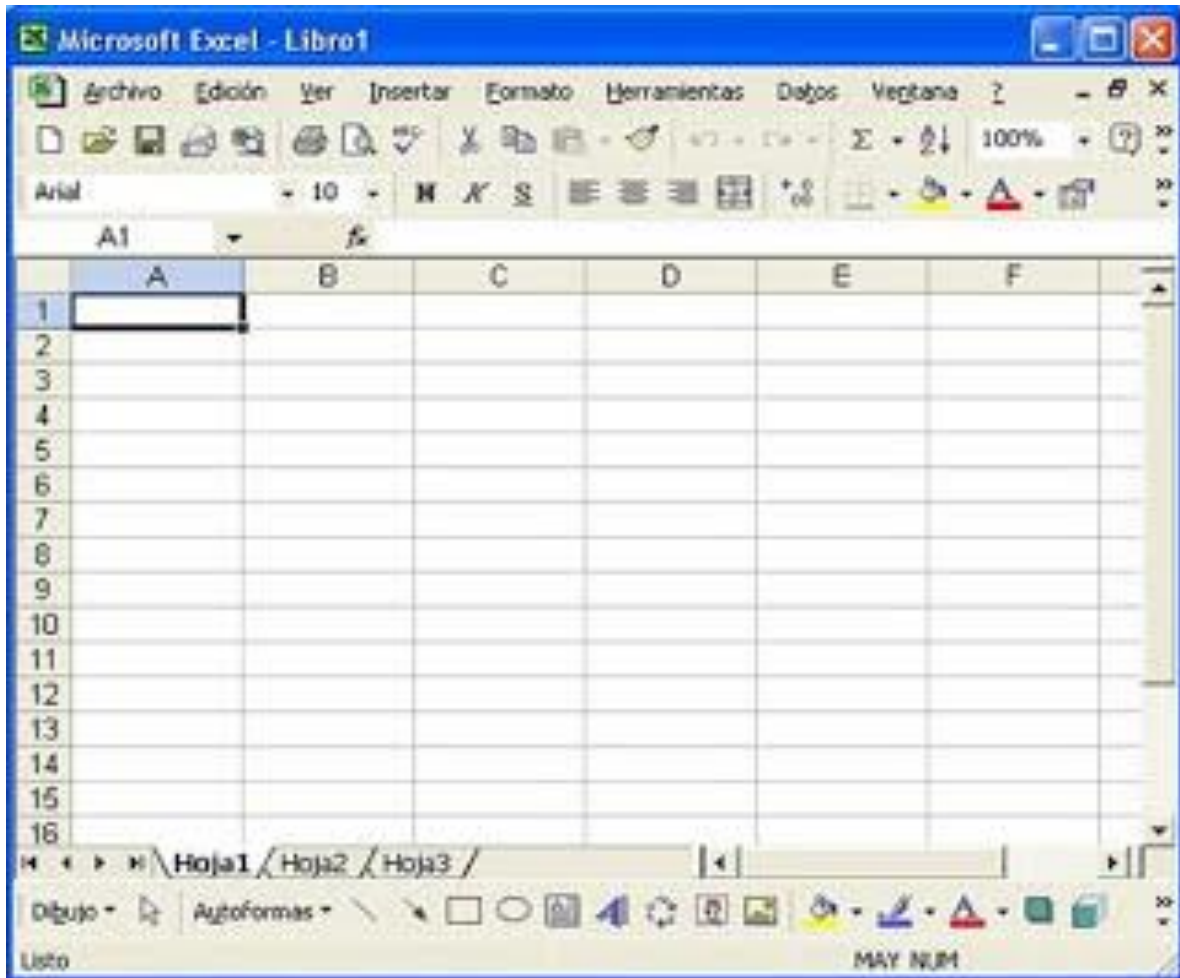 Microsoft Excel - Libro1
Archivo Edición Ver Insertar Formato Herramientas Datos Ventana ?
100%
Arial 10 N K S
A1 fx
A B C D E F
1
2
3
4
5
6
7
8
9
10
11
12
13
14
15
16
Hoja1 Hoja2 Hoja3
Dibujo Autoformas
Listo MAY NUM